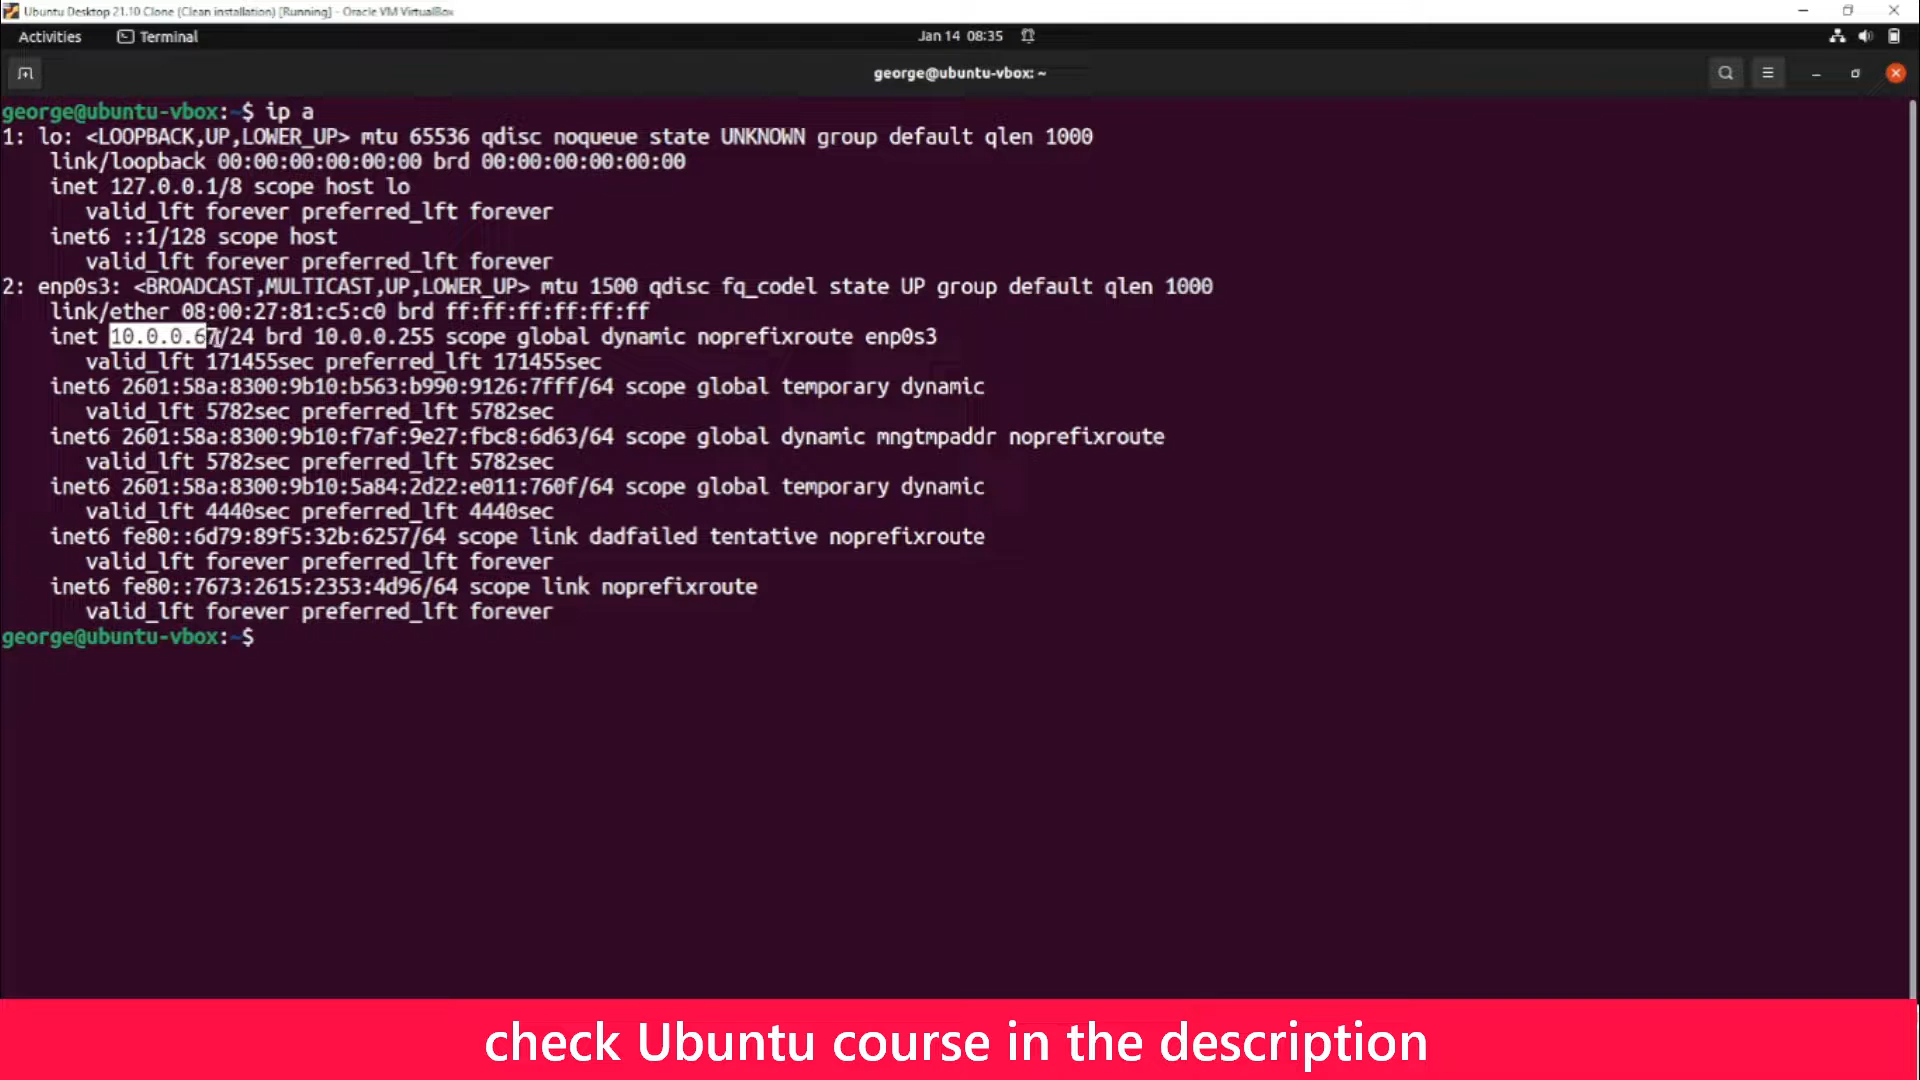 Ubuntu Desktop 21.10 Clone (Clean installation) [Running] - Oracle VM VirtualBox
Activities Terminal Jan 14 08:35
george@ubuntu-vbox: ~
george@ubuntu-vbox:~$ ip a
1: lo: <LOOPBACK,UP,LOWER_UP> mtu 65536 qdisc noqueue state UNKNOWN group default qlen 1000
link/loopback 00:00:00:00:00:00 brd 00:00:00:00:00:00
inet 127.0.0.1/8 scope host lo
valid_lft forever preferred_lft forever
inet6 ::1/128 scope host
valid_lft forever preferred_lft forever
2: enp0s3: <BROADCAST,MULTICAST,UP,LOWER_UP> mtu 1500 qdisc fq_codel state UP group default qlen 1000
link/ether 08:00:27:81:c5:c0 brd ff:ff:ff:ff:ff:ff
inet 10.0.0.67/24 brd 10.0.0.255 scope global dynamic noprefixroute enp0s3
valid_lft 171455sec preferred_lft 171455sec
inet6 2601:58a:8300:9b10:b563:b990:9126:7fff/64 scope global temporary dynamic
valid_lft 5782sec preferred_lft 5782sec
inet6 2601:58a:8300:9b10:f7af:9e27:fbc8:6d63/64 scope global dynamic mngtmpaddr noprefixroute
valid_lft 5782sec preferred_lft 5782sec
inet6 2601:58a:8300:9b10:5a84:2d22:e011:760f/64 scope global temporary dynamic
valid_lft 4440sec preferred_lft 4440sec
inet6 fe80::6d79:89f5:32b:6257/64 scope link dadfailed tentative noprefixroute
valid_lft forever preferred_lft forever
inet6 fe80::7673:2615:2353:4d96/64 scope link noprefixroute
valid_lft forever preferred_lft forever
george@ubuntu-vbox:~$
check Ubuntu course in the description